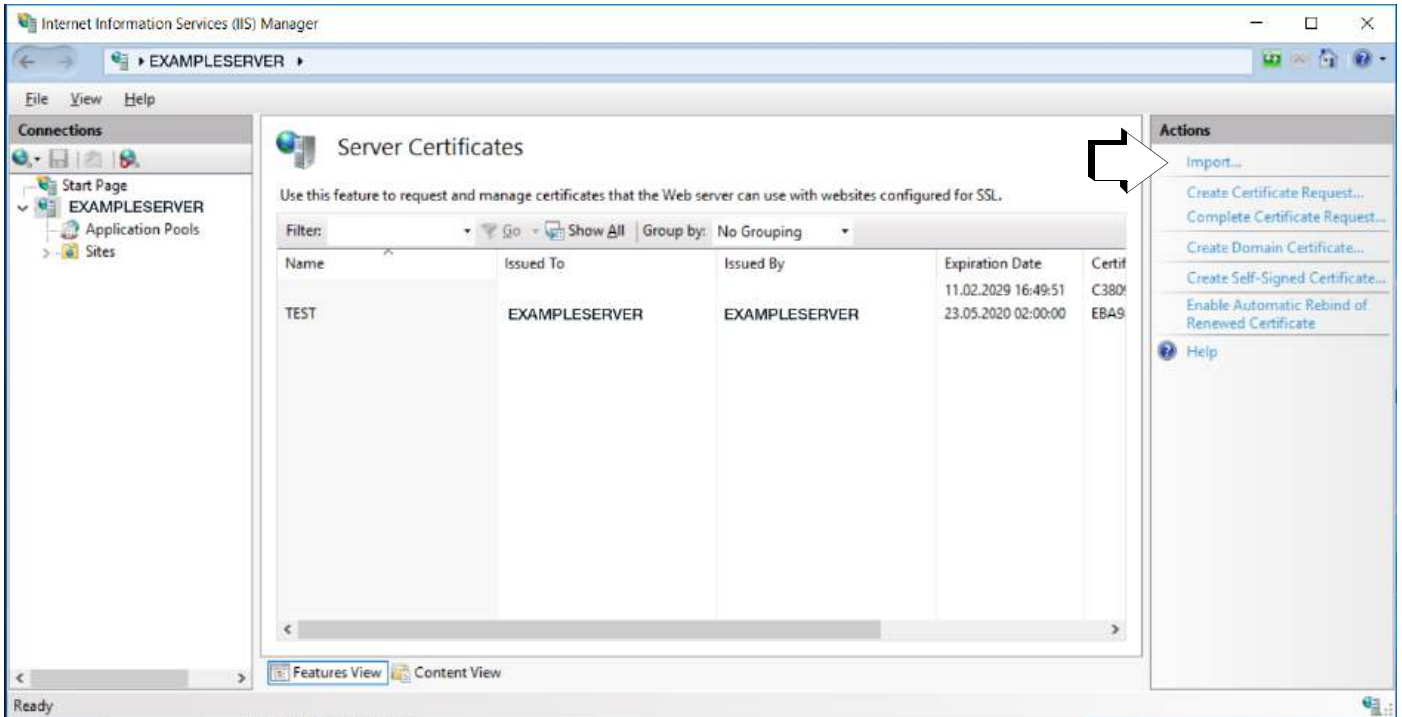 Internet Information Services (IIS) Manager
EXAMPLESERVER
File View Help
Connections
Start Page
EXAMPLESERVER
Application Pools
Sites
Server Certificates
Use this feature to request and manage certificates that the Web server can use with websites configured for SSL.
Filter: Go Show All Group by: No Grouping
Name Issued To Issued By Expiration Date Certif
11.02.2029 16:49:51 C380
TEST EXAMPLESERVER EXAMPLESERVER 23.05.2020 02:00:00 EBA9
Features View Content View
Actions
Import...
Create Certificate Request...
Complete Certificate Request...
Create Domain Certificate...
Create Self-Signed Certificate...
Enable Automatic Rebind of
Renewed Certificate
Help
Ready